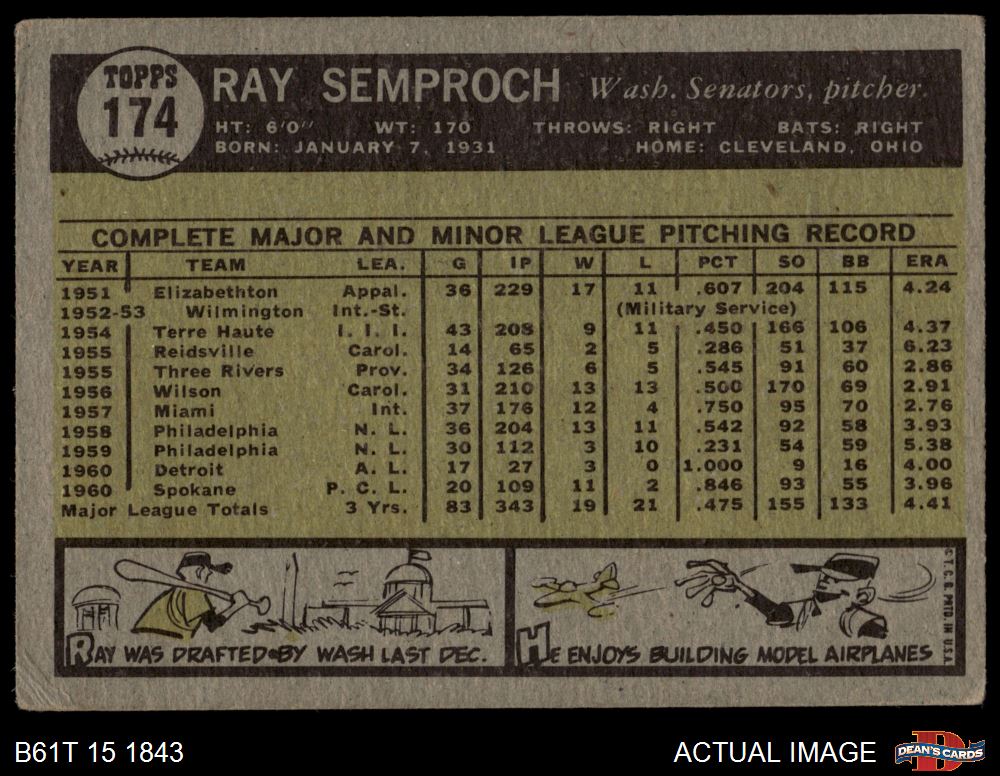 TOPPS
174
RAY SEMPROCH Wash. Senators, pitcher.
HT: 6'0" WT: 170 THROWS: RIGHT BATS: RIGHT
BORN: JANUARY 7, 1931 HOME: CLEVELAND, OHIO
COMPLETE MAJOR AND MINOR LEAGUE PITCHING RECORD
YEAR TEAM LEA. G IP W L PCT SO BB ERA
1951 Elizabethton Appal. 36 229 17 11 .607 204 115 4.24
1952-53 Wilmington Int.-St. (Military Service)
1954 Terre Haute I. I. I. 43 208 9 11 .450 166 106 4.37
1955 Reidsville Carol. 14 65 2 5 .286 51 37 6.23
1955 Three Rivers Prov. 34 126 6 5 .545 91 60 2.86
1956 Wilson Carol. 31 210 13 13 .500 170 69 2.91
1957 Miami Int. 37 176 12 4 .750 95 70 2.76
1958 Philadelphia N. L. 36 204 13 11 .542 92 58 3.93
1959 Philadelphia N. L. 30 112 3 10 .231 54 59 5.38
1960 Detroit A. L. 17 27 3 0 1.000 9 16 4.00
1960 Spokane P. C. L. 20 109 11 2 .846 93 55 3.96
Major League Totals 3 Yrs. 83 343 19 21 .475 155 133 4.41
RAY WAS DRAFTED BY WASH LAST DEC.
HE ENJOYS BUILDING MODEL AIRPLANES
© T. C. G. PRTD. IN U.S.A.
B61T 15 1843
ACTUAL IMAGE
DEAN'S CARDS